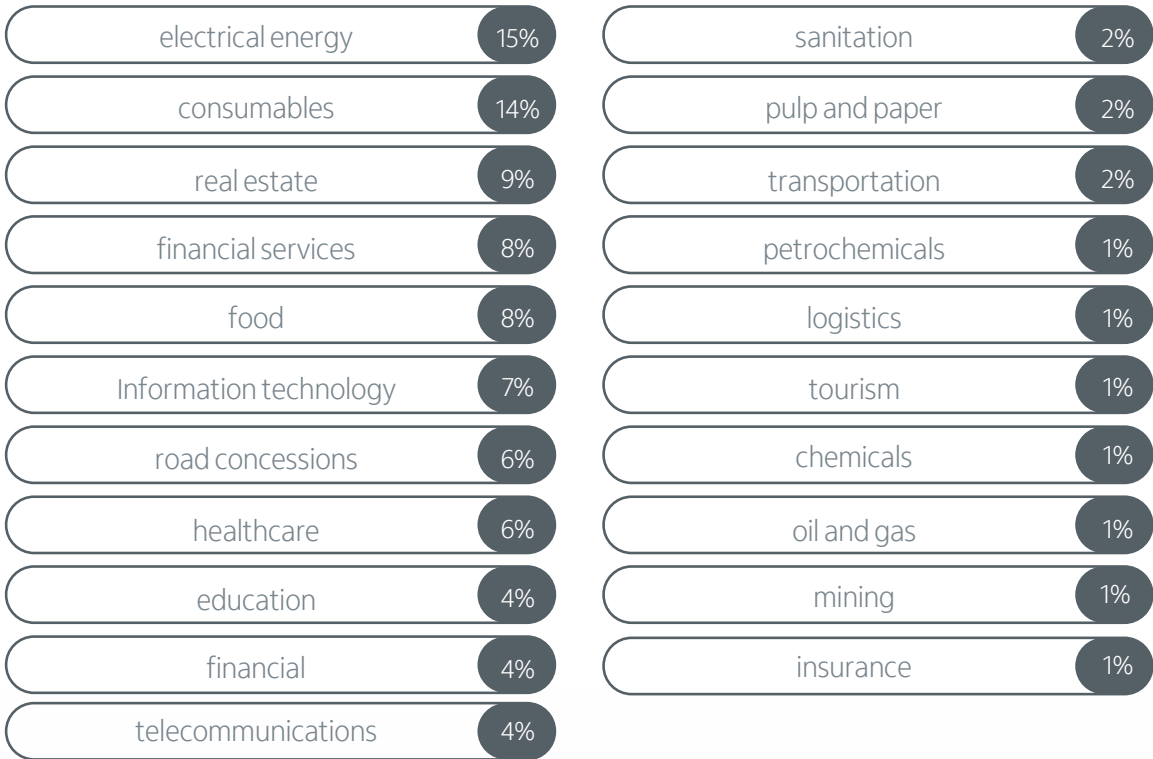 electrical energy 15%
consumables 14%
real estate 9%
financial services 8%
food 8%
Information technology 7%
road concessions 6%
healthcare 6%
education 4%
financial 4%
telecommunications 4%
sanitation 2%
pulp and paper 2%
transportation 2%
petrochemicals 1%
logistics 1%
tourism 1%
chemicals 1%
oil and gas 1%
mining 1%
insurance 1%